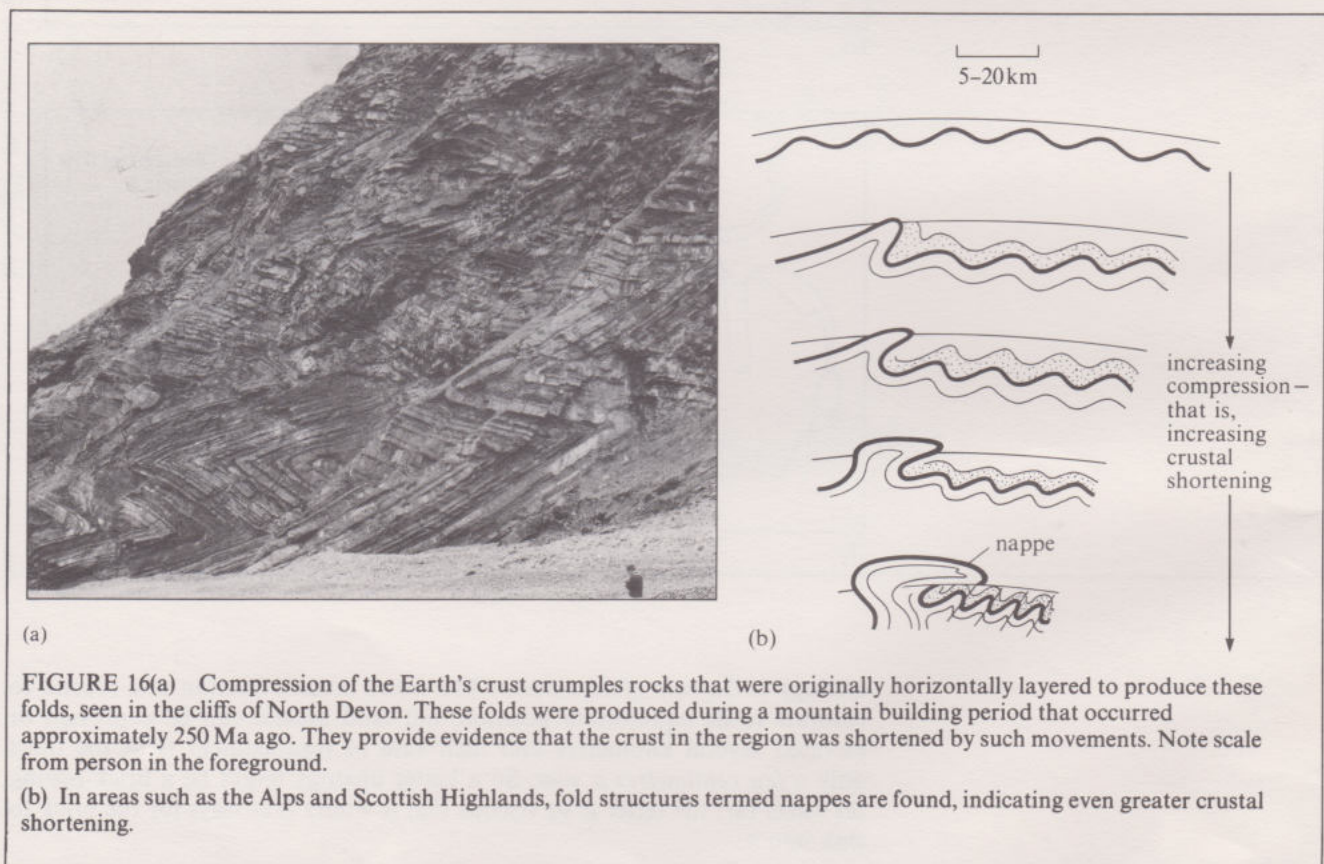 5–20km
increasing
compression –
that is,
increasing
crustal
shortening
nappe
(a)
(b)
FIGURE 16(a) Compression of the Earth's crust crumples rocks that were originally horizontally layered to produce these
folds, seen in the cliffs of North Devon. These folds were produced during a mountain building period that occurred
approximately 250 Ma ago. They provide evidence that the crust in the region was shortened by such movements. Note scale
from person in the foreground.
(b) In areas such as the Alps and Scottish Highlands, fold structures termed nappes are found, indicating even greater crustal
shortening.